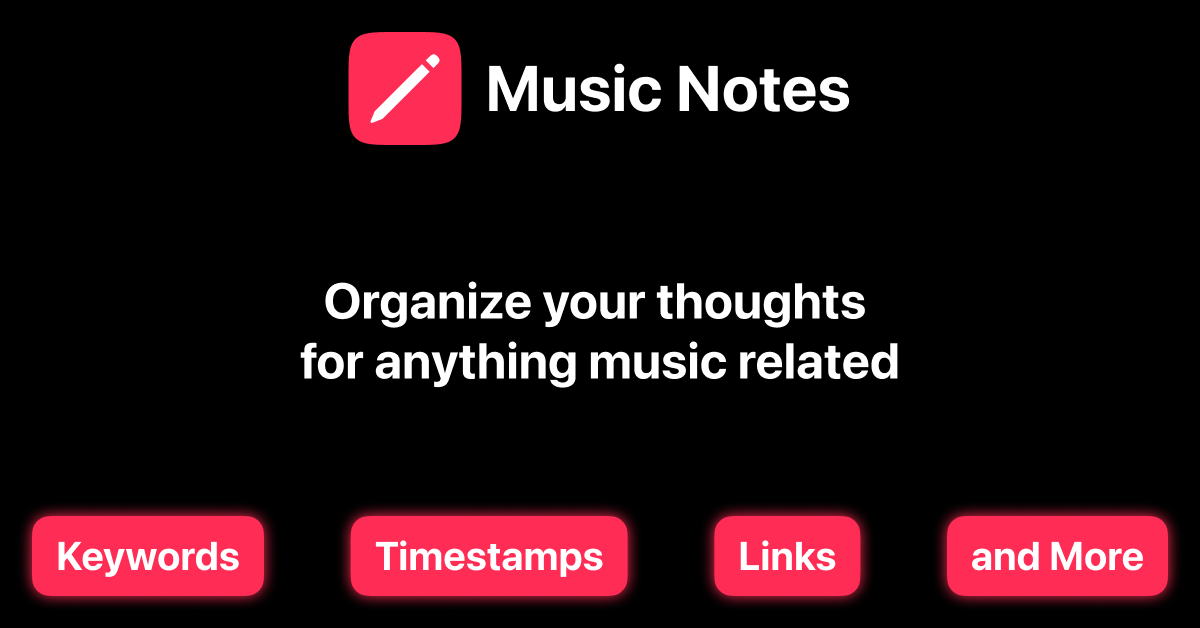 Music Notes
Organize your thoughts
for anything music related
Keywords
Timestamps
Links
and More